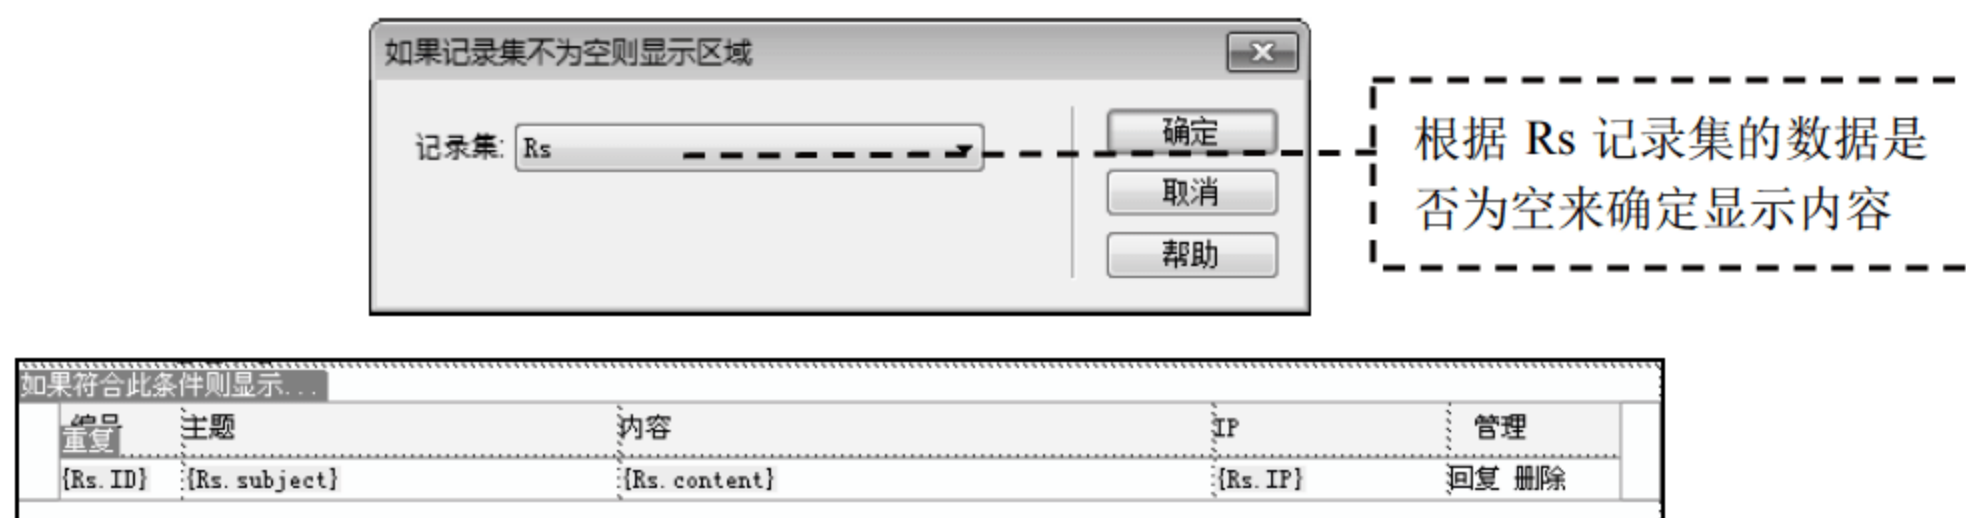 如果记录集不为空则显示区域
记录集: Rs
确定
取消
帮助
根据 Rs 记录集的数据是
否为空来确定显示内容
如果符合此条件则显示...
编号 主题 内容 IP 管理
重复
{Rs.ID} {Rs.subject} {Rs.content} {Rs.IP} 回复 删除